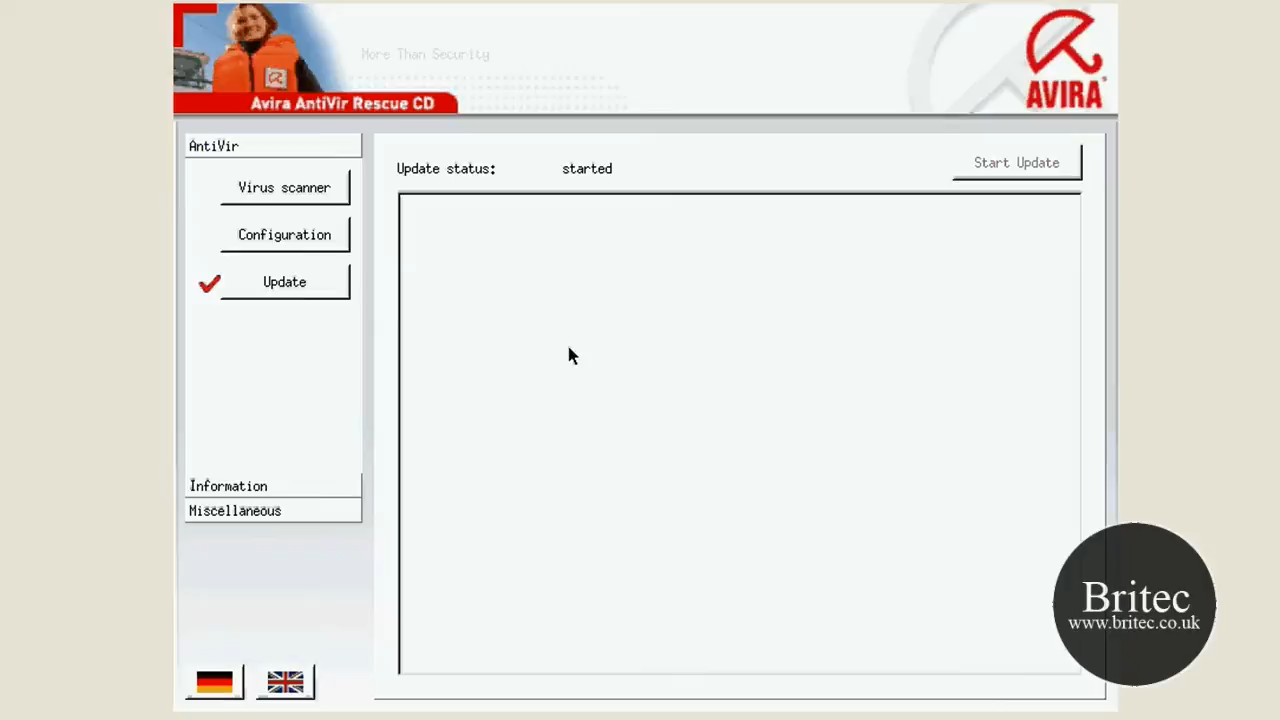 More Than Security
Avira AntiVir Rescue CD
AVIRA
AntiVir
Virus scanner
Configuration
Update
Information
Miscellaneous
Update status: started
Start Update
Britec
www.britec.co.uk